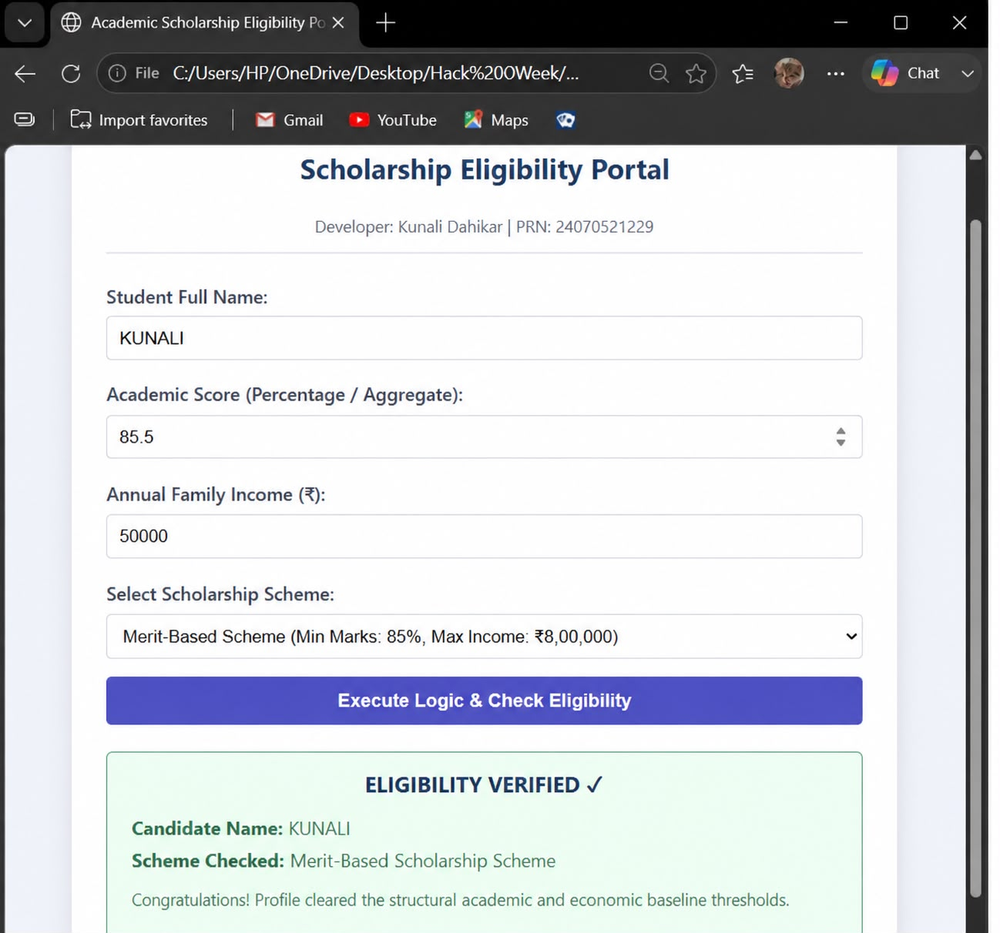 Academic Scholarship Eligibility Po
File C:/Users/HP/OneDrive/Desktop/Hack%20OWeek/...
Chat
Import favorites
Gmail
YouTube
Maps
Scholarship Eligibility Portal
Developer: Kunali Dahikar | PRN: 24070521229
Student Full Name:
KUNALI
Academic Score (Percentage / Aggregate):
85.5
Annual Family Income (₹):
50000
Select Scholarship Scheme:
Merit-Based Scheme (Min Marks: 85%, Max Income: ₹8,00,000)
Execute Logic & Check Eligibility
ELIGIBILITY VERIFIED ✓
Candidate Name: KUNALI
Scheme Checked: Merit-Based Scholarship Scheme
Congratulations! Profile cleared the structural academic and economic baseline thresholds.